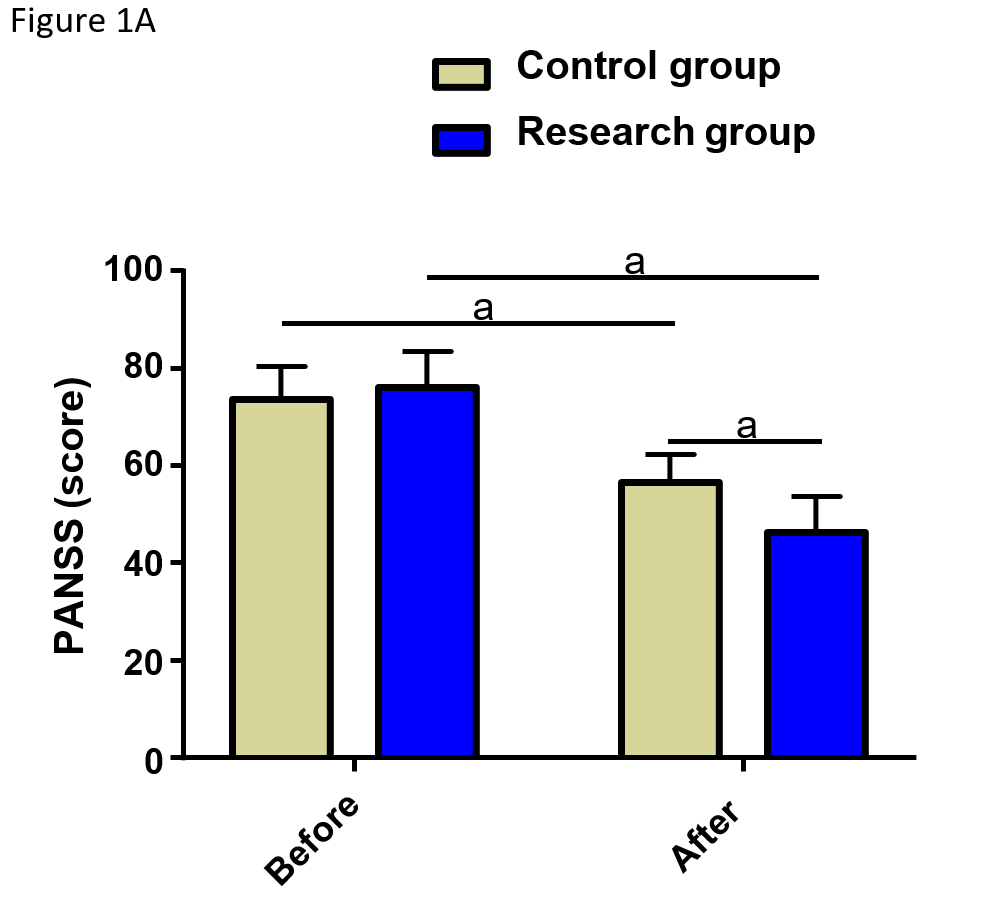 Figure 1A
Control group
Research group
100
80
60
40
20
0
PANSS (score)
a
a
a
Before
After